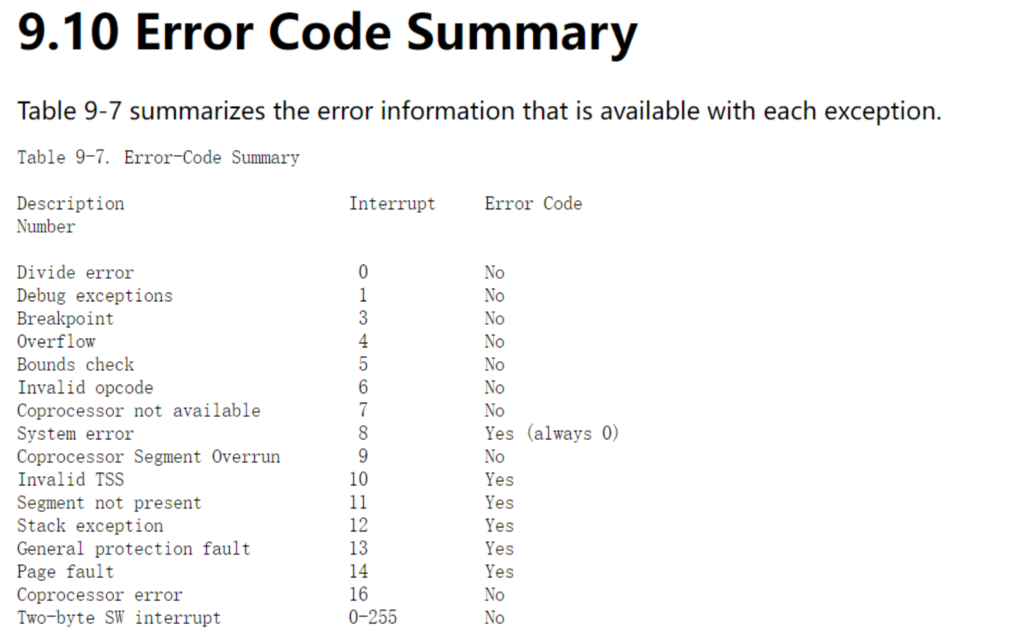 9.10 Error Code Summary
Table 9-7 summarizes the error information that is available with each exception.
Table 9-7. Error-Code Summary
Description Interrupt Error Code
Number
Divide error 0 No
Debug exceptions 1 No
Breakpoint 3 No
Overflow 4 No
Bounds check 5 No
Invalid opcode 6 No
Coprocessor not available 7 No
System error 8 Yes (always 0)
Coprocessor Segment Overrun 9 No
Invalid TSS 10 Yes
Segment not present 11 Yes
Stack exception 12 Yes
General protection fault 13 Yes
Page fault 14 Yes
Coprocessor error 16 No
Two-byte SW interrupt 0-255 No